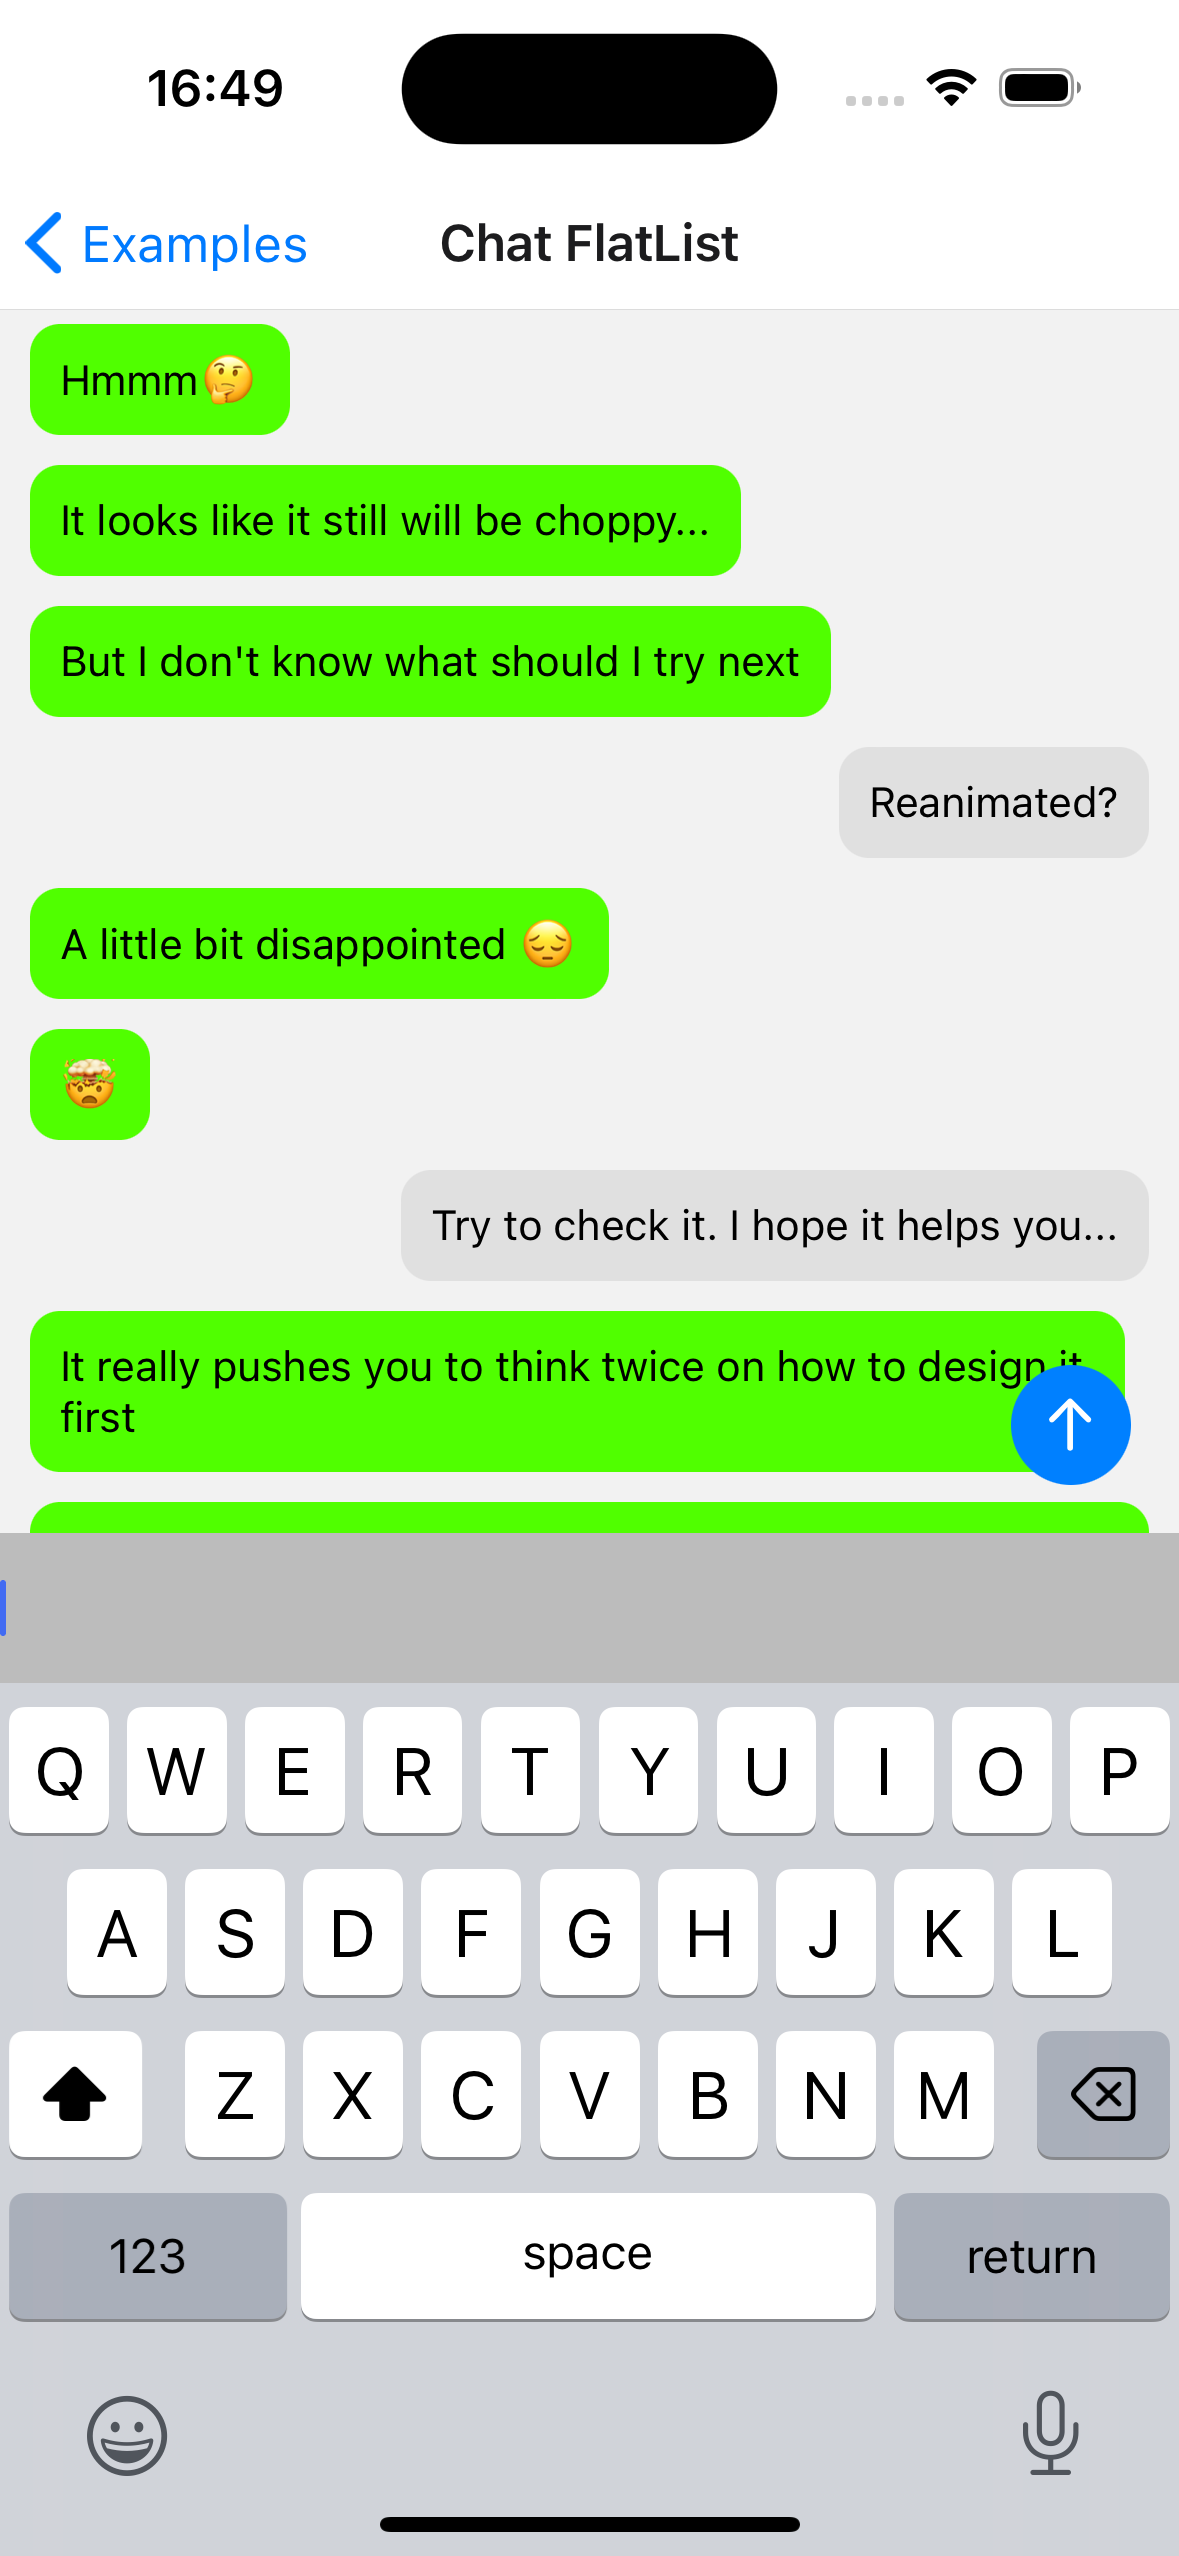 16:49
Examples
Chat FlatList
Hmmm🤔
It looks like it still will be choppy...
But I don't know what should I try next
Reanimated?
A little bit disappointed 😔
🤯
Try to check it. I hope it helps you...
It really pushes you to think twice on how to design it
first
Q W E R T Y U I O P
A S D F G H J K L
Z X C V B N M
123 space return